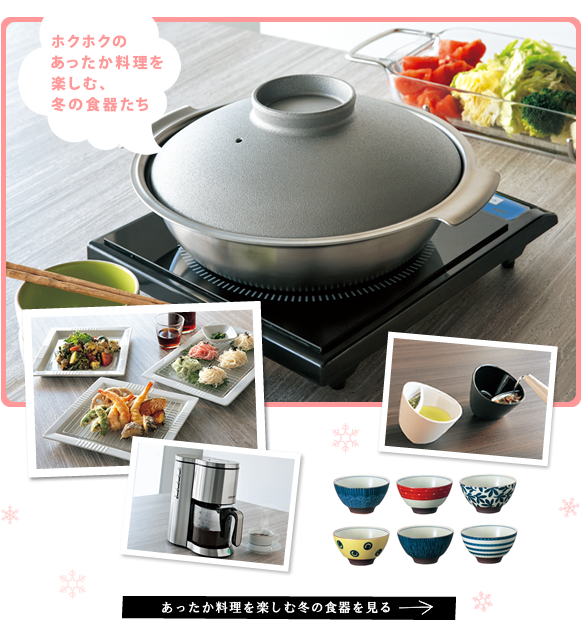 ホクホクの
あったか料理を
楽しむ、
冬の食器たち
あったか料理を楽しむ冬の食器を見る